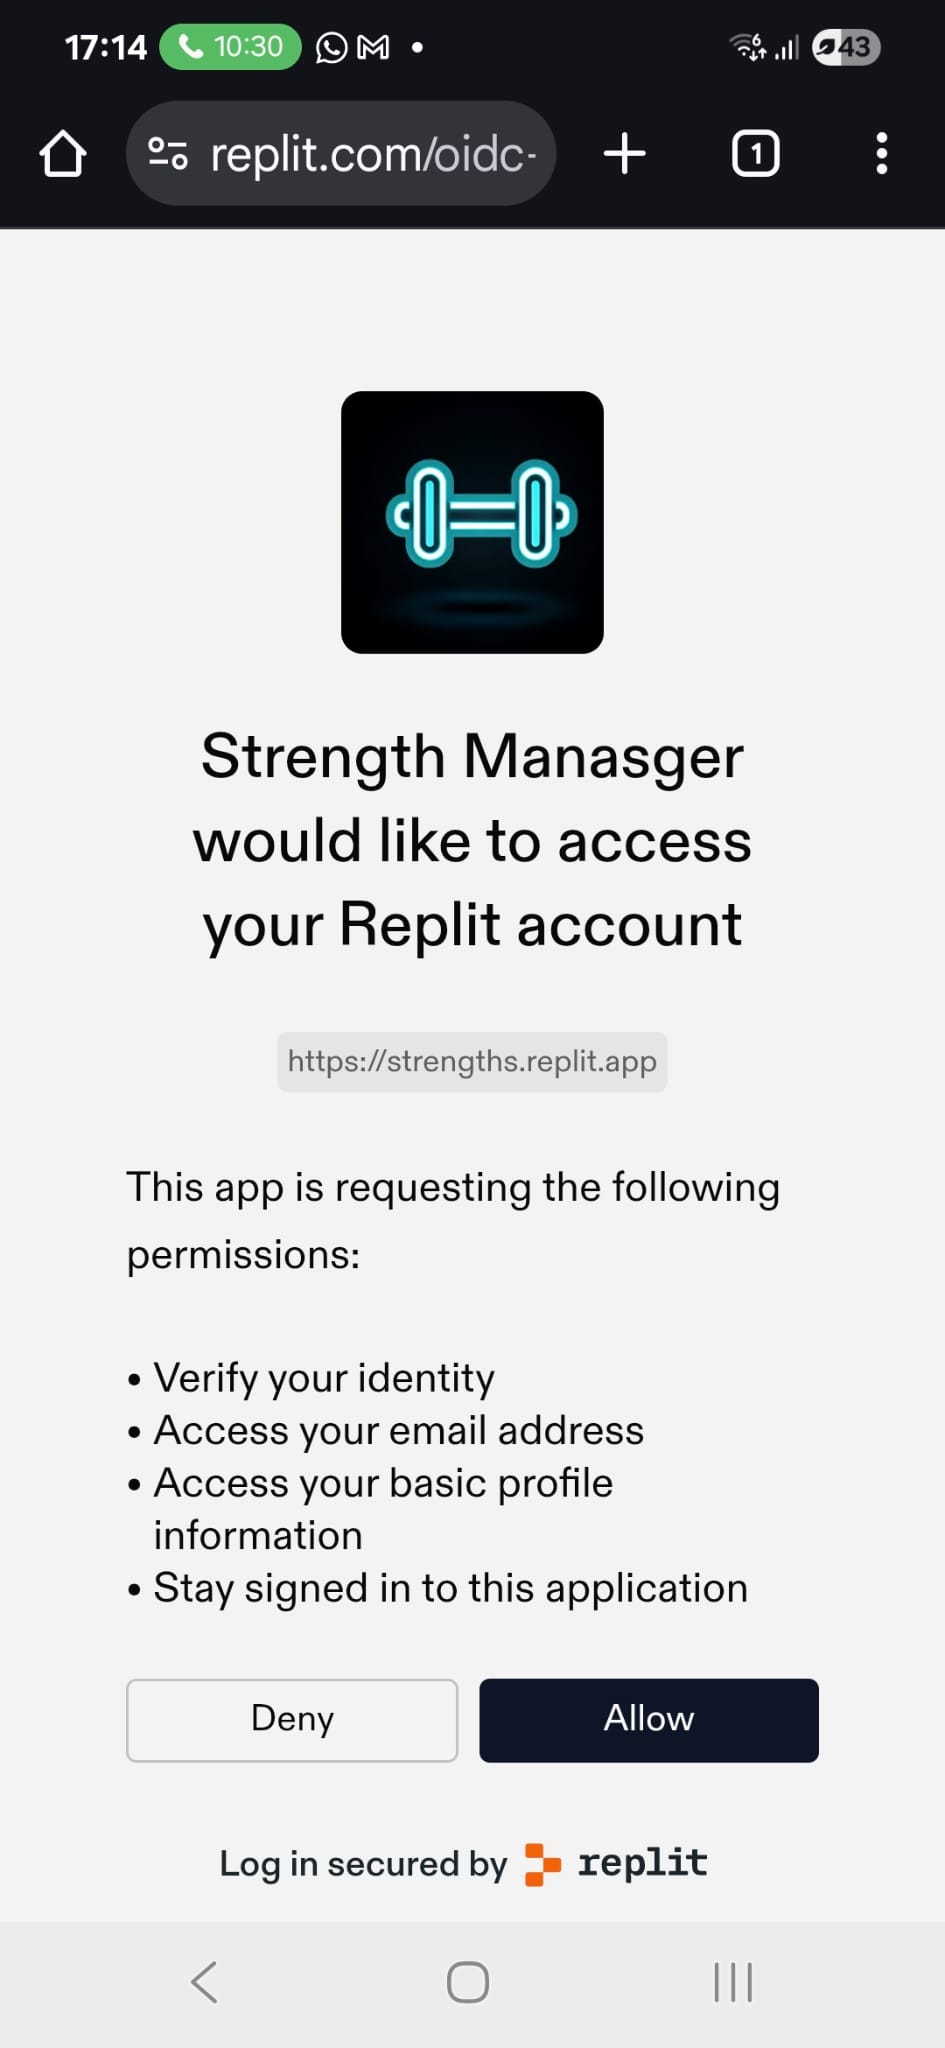 17:14 10:30 43
replit.com/oidc- 1
Strength Manasger
would like to access
your Replit account
https://strengths.replit.app
This app is requesting the following
permissions:
• Verify your identity
• Access your email address
• Access your basic profile
information
• Stay signed in to this application
Deny Allow
Log in secured by replit